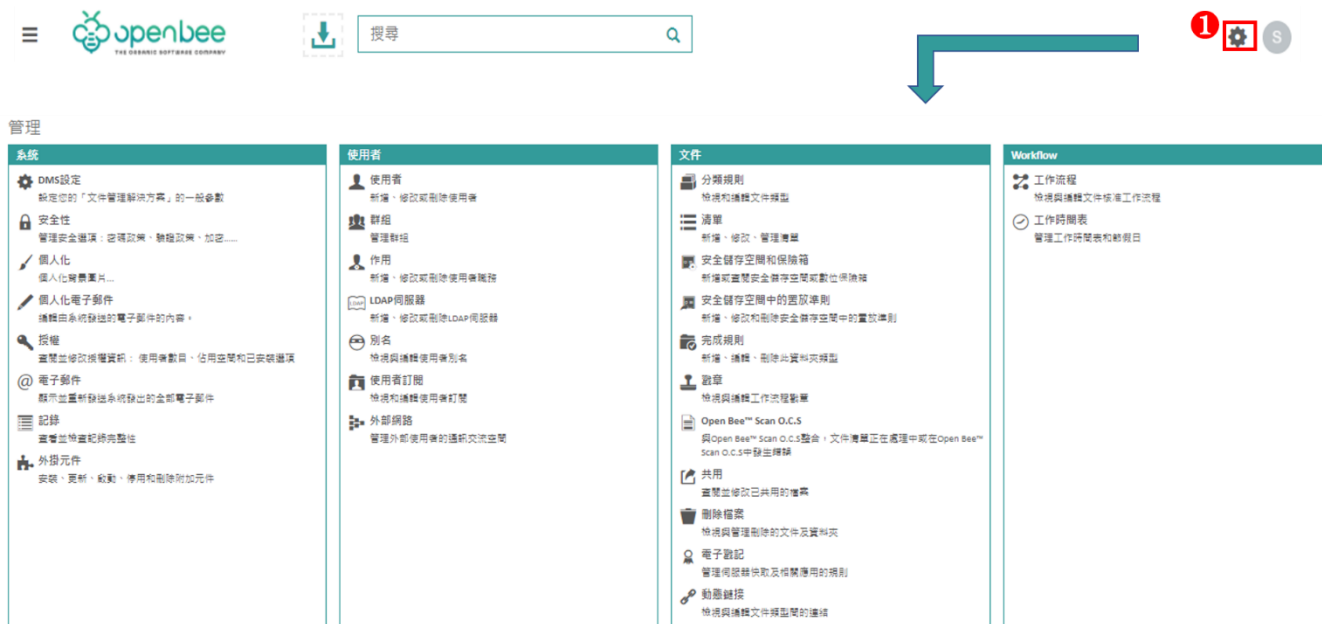 openbee
THE ORGANIC SOFTWARE COMPANY
搜尋
1
S
管理
系統
DMS設定
設定您的「文件管理解決方案」的一般參數
安全性
管理安全選項：密碼政策、驗證政策、加密......
個人化
個人化背景圖片...
個人化電子郵件
編輯由系統發送的電子郵件的內容。
授權
查閱並修改授權資訊： 使用者數目、佔用空間和已安裝選項
@ 電子郵件
顯示並重新發送系統發出的全部電子郵件
記錄
查看並檢查記錄完整性
外掛元件
安裝、更新、啟動、停用和刪除附加元件
使用者
使用者
新增、修改或刪除使用者
群組
管理群組
作用
新增、修改或刪除使用者職務
LDAP
LDAP伺服器
新增、修改或刪除LDAP伺服器
別名
檢視與編輯使用者別名
使用者訂閱
檢視和編輯使用者訂閱
外部網路
管理外部使用者的通訊交流空間
文件
分類規則
檢視和編輯文件類型
清單
新增、修改、管理清單
安全儲存空間和保險箱
新增或查閱安全儲存空間或數位保險箱
安全儲存空間中的置放準則
新增、修改和刪除安全儲存空間中的置放準則
完成規則
新增、編輯、刪除此資料夾類型
戳章
檢視與編輯工作流程戳章
Open Bee™ Scan O.C.S
與Open Bee™ Scan O.C.S整合，文件清單正在處理中或在Open Bee™
Scan O.C.S中發生錯誤
共用
查閱並修改已共用的檔案
刪除檔案
檢視與管理刪除的文件及資料夾
電子戳記
管理伺服器快取及相關應用的規則
動態鏈接
檢視與編輯文件類型間的連結
Workflow
工作流程
檢視與編輯文件核准工作流程
工作時間表
管理工作時間表和節假日